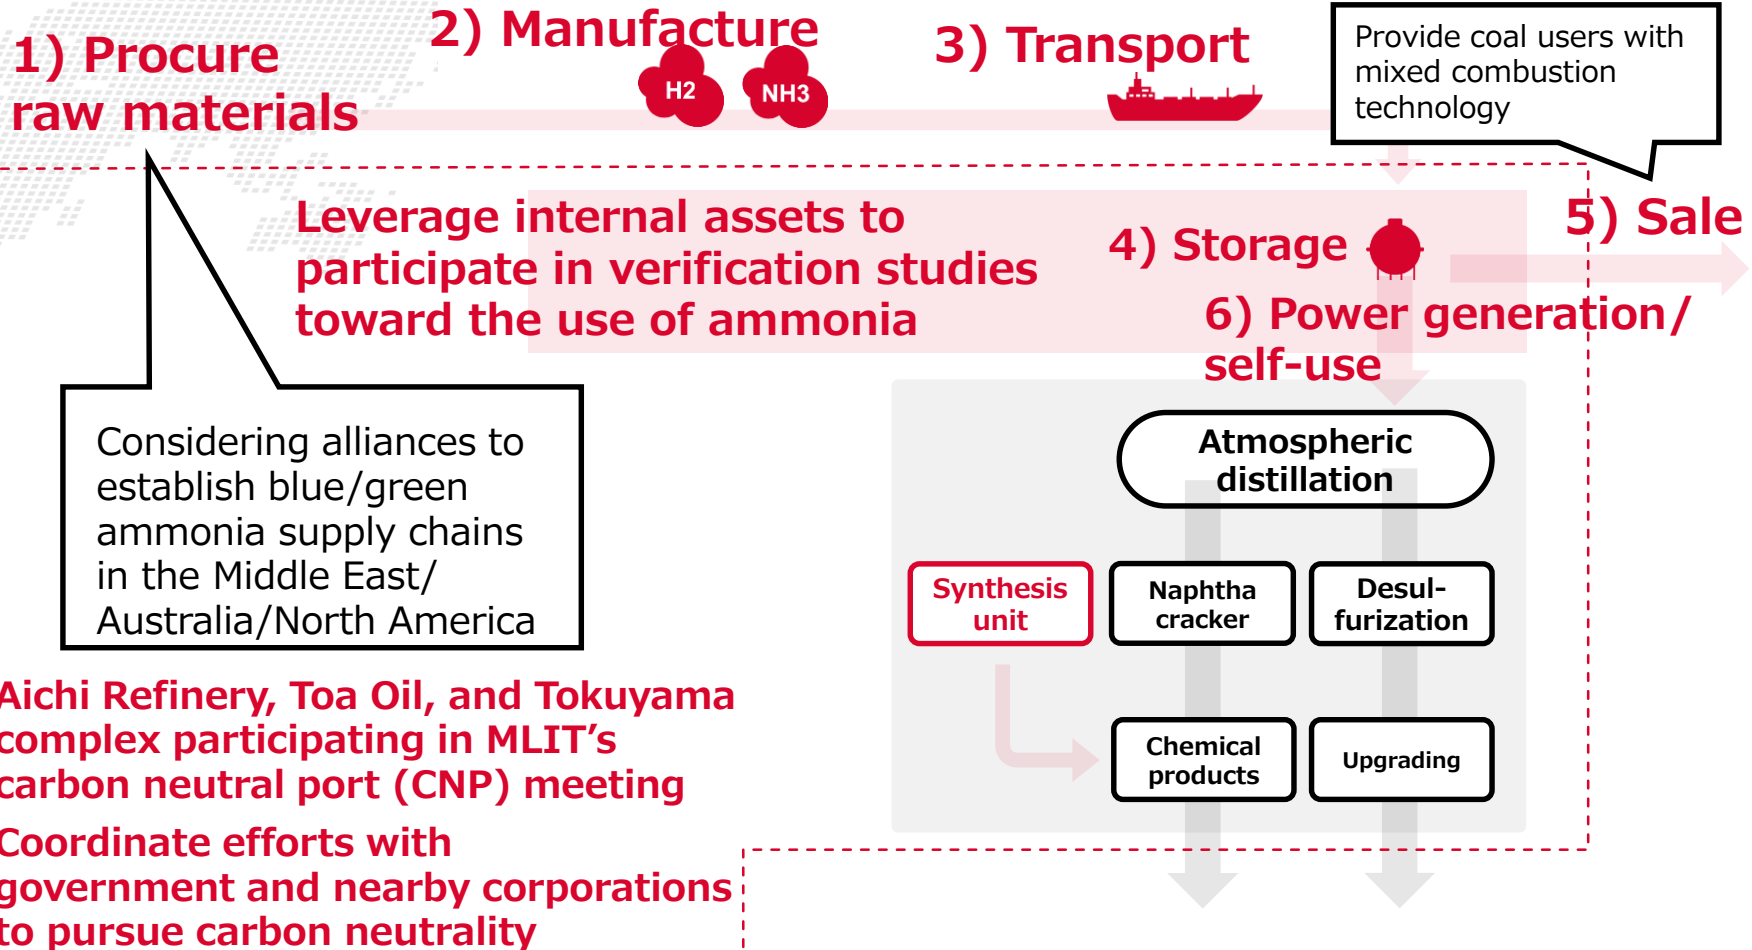 1) Procure
raw materials
2) Manufacture
H2
NH3
3) Transport
Provide coal users with
mixed combustion
technology
Leverage internal assets to
participate in verification studies
toward the use of ammonia
4) Storage
5) Sale
6) Power generation/
self-use
Considering alliances to
establish blue/green
ammonia supply chains
in the Middle East/
Australia/North America
Atmospheric
distillation
Synthesis
unit
Naphtha
cracker
Desul-
furization
Chemical
products
Upgrading
Aichi Refinery, Toa Oil, and Tokuyama
complex participating in MLIT’s
carbon neutral port (CNP) meeting
Coordinate efforts with
government and nearby corporations
to pursue carbon neutrality